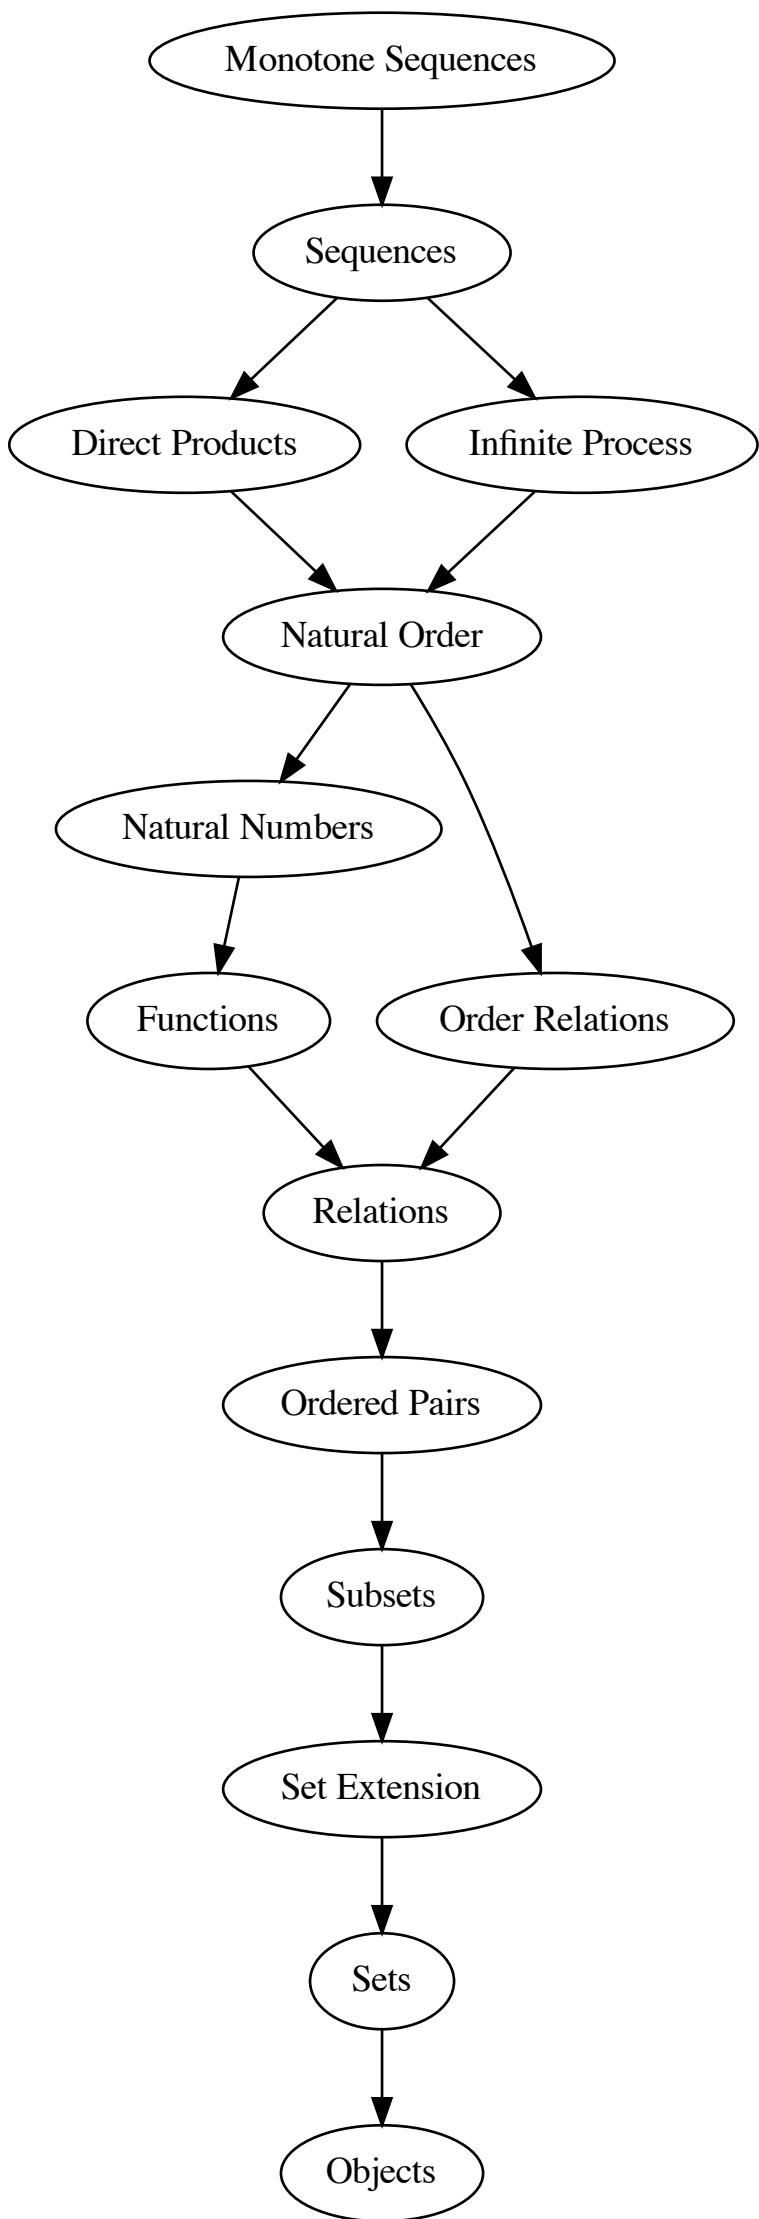 Monotone Sequences
Sequences
Direct Products
Infinite Process
Natural Order
Natural Numbers
Functions
Order Relations
Relations
Ordered Pairs
Subsets
Set Extension
Sets
Objects